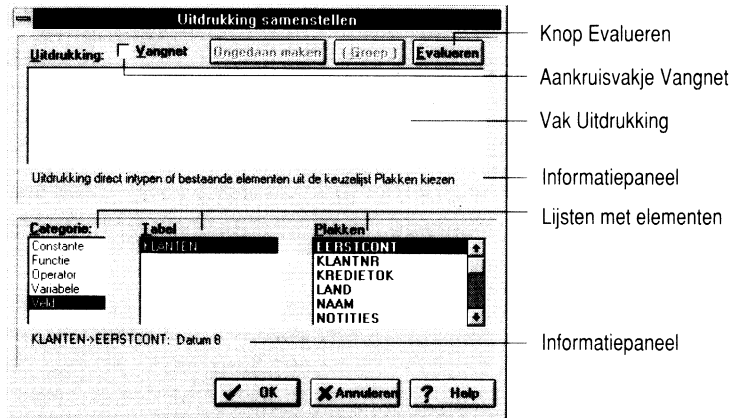 Uitdrukking samenstellen
Uitdrukking: Vangnet Ongedaan maken ( Groep ) Evalueren
Uitdrukking direct intypen of bestaande elementen uit de keuzelijst Plakken kiezen
Categorie: Tabel Plakken
Constante
Functie
Operator
Variabele
Veld
KLANTEN
EERSTCONT
KLANTNR
KREDIETOK
LAND
NAAM
NOTITIES
KLANTEN->EERSTCONT: Datum 8
OK Annuleren ? Help
Knop Evalueren
Aankruisvakje Vangnet
Vak Uitdrukking
Informatiepaneel
Lijsten met elementen
Informatiepaneel